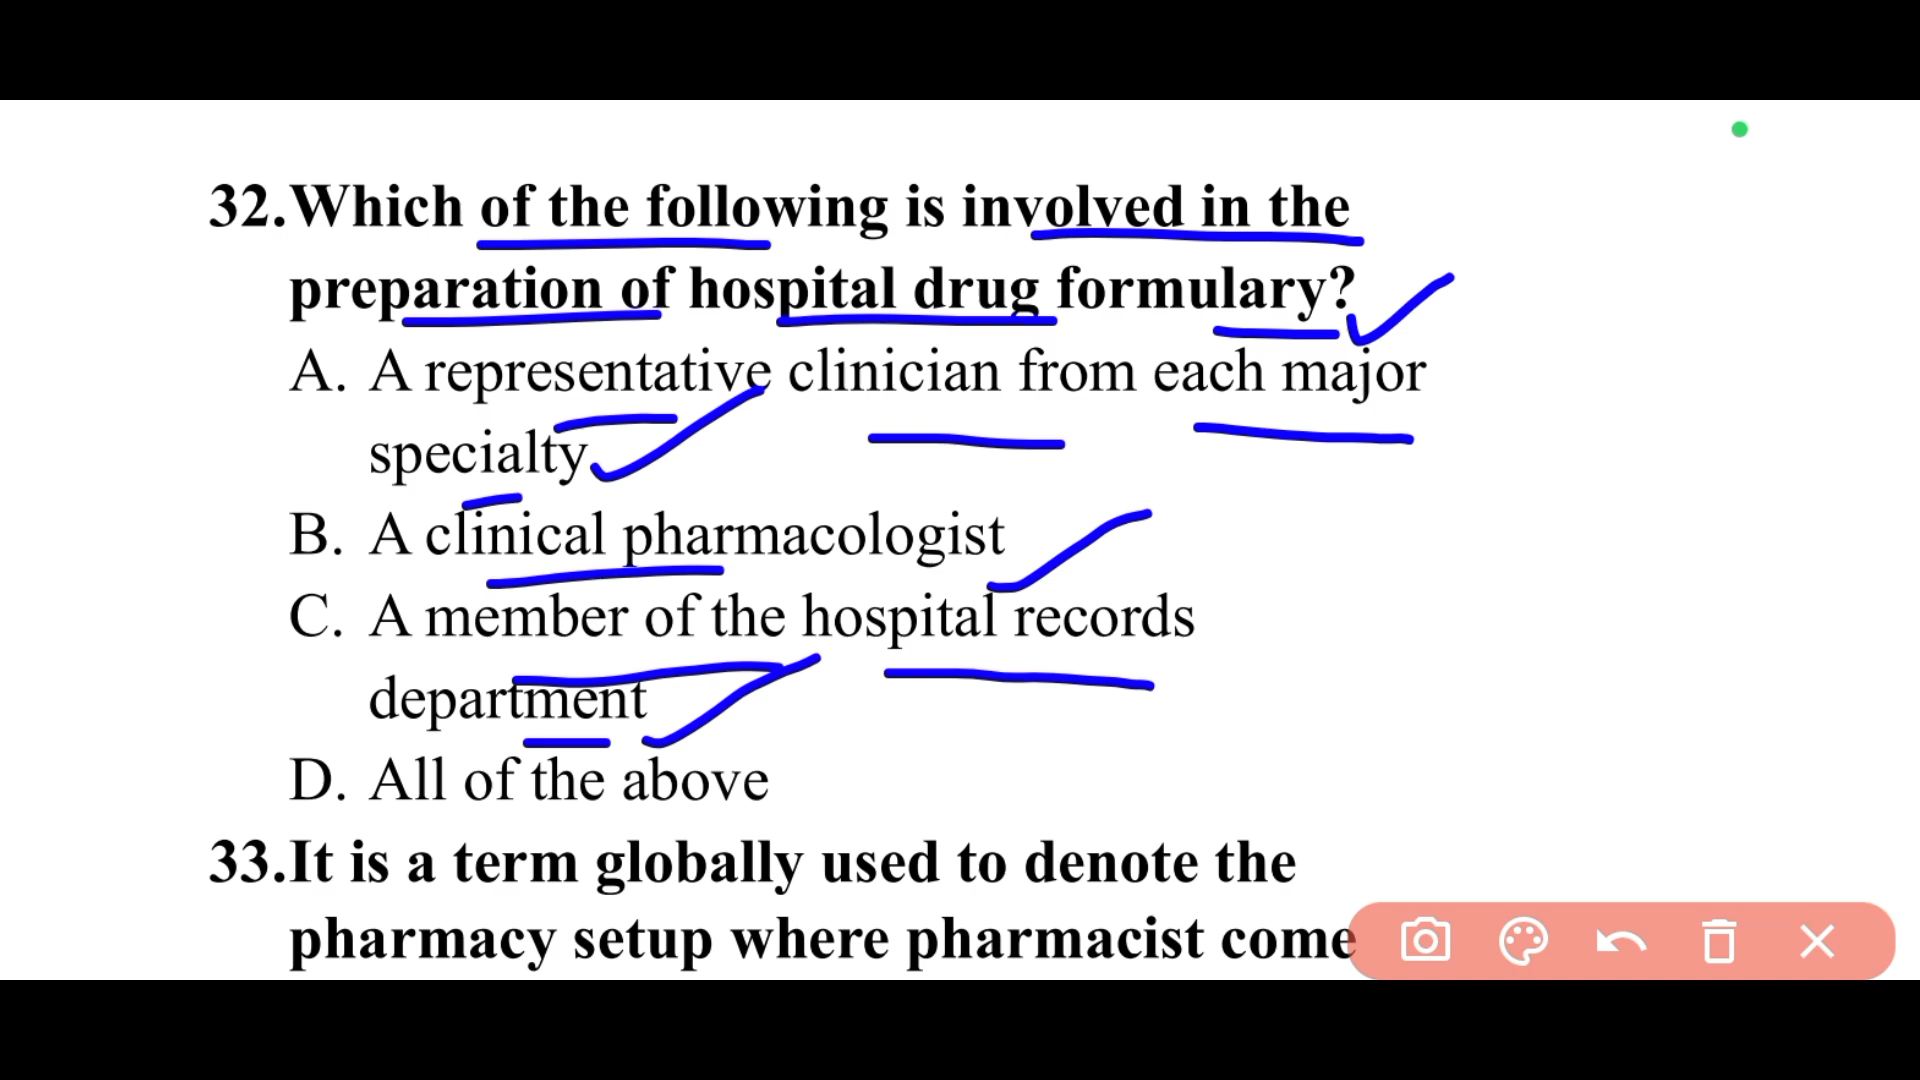 32.Which of the following is involved in the
preparation of hospital drug formulary?
A. A representative clinician from each major
specialty
B. A clinical pharmacologist
C. A member of the hospital records
department
D. All of the above
33.It is a term globally used to denote the
pharmacy setup where pharmacist come